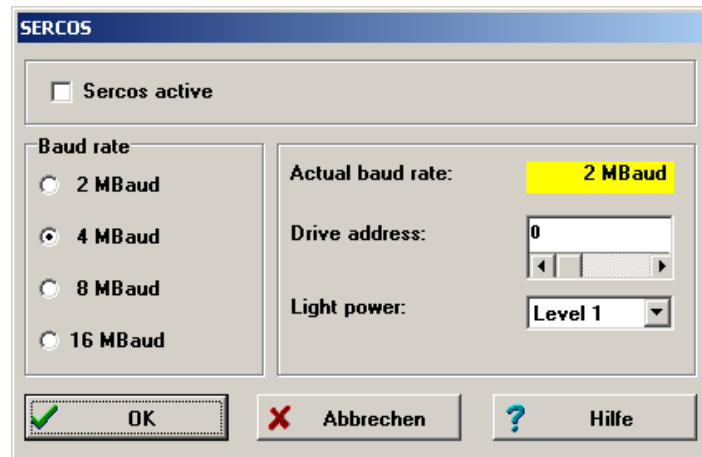 SERCOS
Sercos active
Baud rate
2 MBaud
4 MBaud
8 MBaud
16 MBaud
Actual baud rate: 2 MBaud
Drive address: 0
Light power: Level 1
OK Abbrechen Hilfe